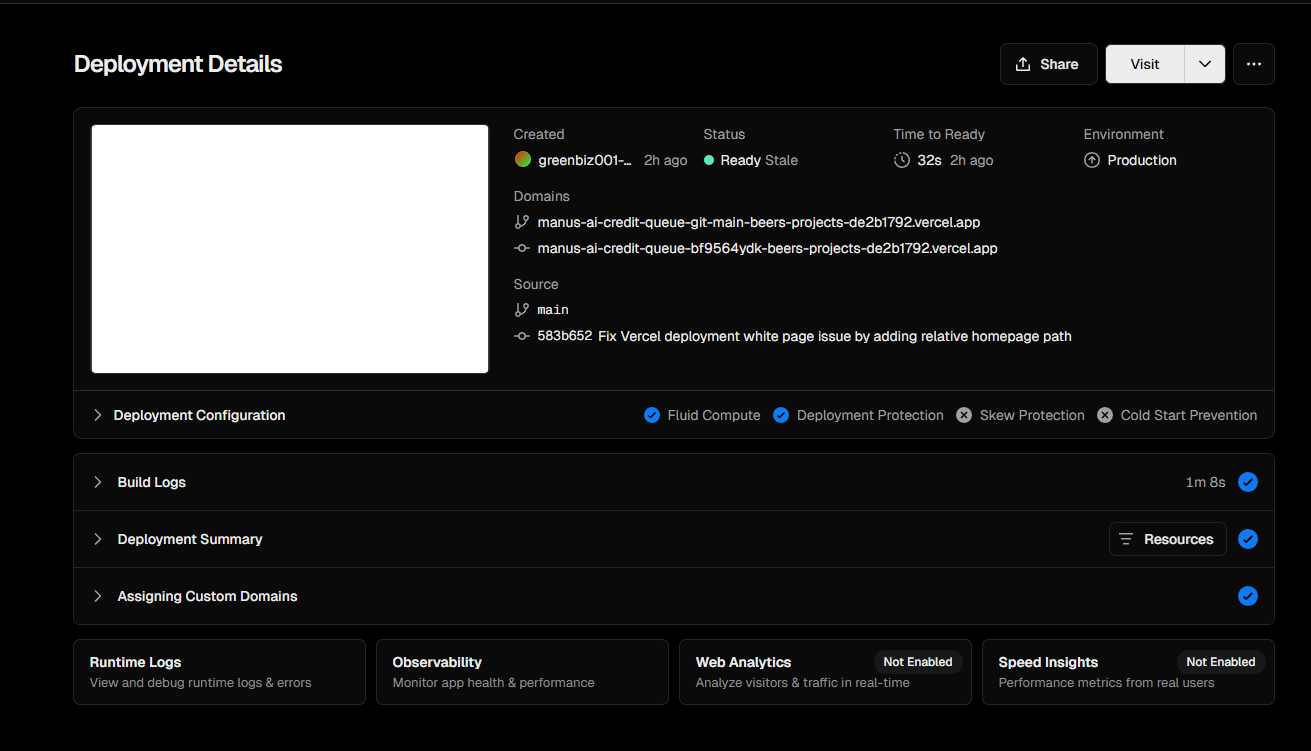 Deployment Details
Share
Visit
Created
greenbiz001-... 2h ago
Status
Ready Stale
Time to Ready
32s 2h ago
Environment
Production
Domains
manus-ai-credit-queue-git-main-beers-projects-de2b1792.vercel.app
manus-ai-credit-queue-bf9564ydk-beers-projects-de2b1792.vercel.app
Source
main
583b652 Fix Vercel deployment white page issue by adding relative homepage path
Deployment Configuration
Fluid Compute
Deployment Protection
Skew Protection
Cold Start Prevention
Build Logs
1m 8s
Deployment Summary
Resources
Assigning Custom Domains
Runtime Logs
View and debug runtime logs & errors
Observability
Monitor app health & performance
Web Analytics
Not Enabled
Analyze visitors & traffic in real-time
Speed Insights
Not Enabled
Performance metrics from real users